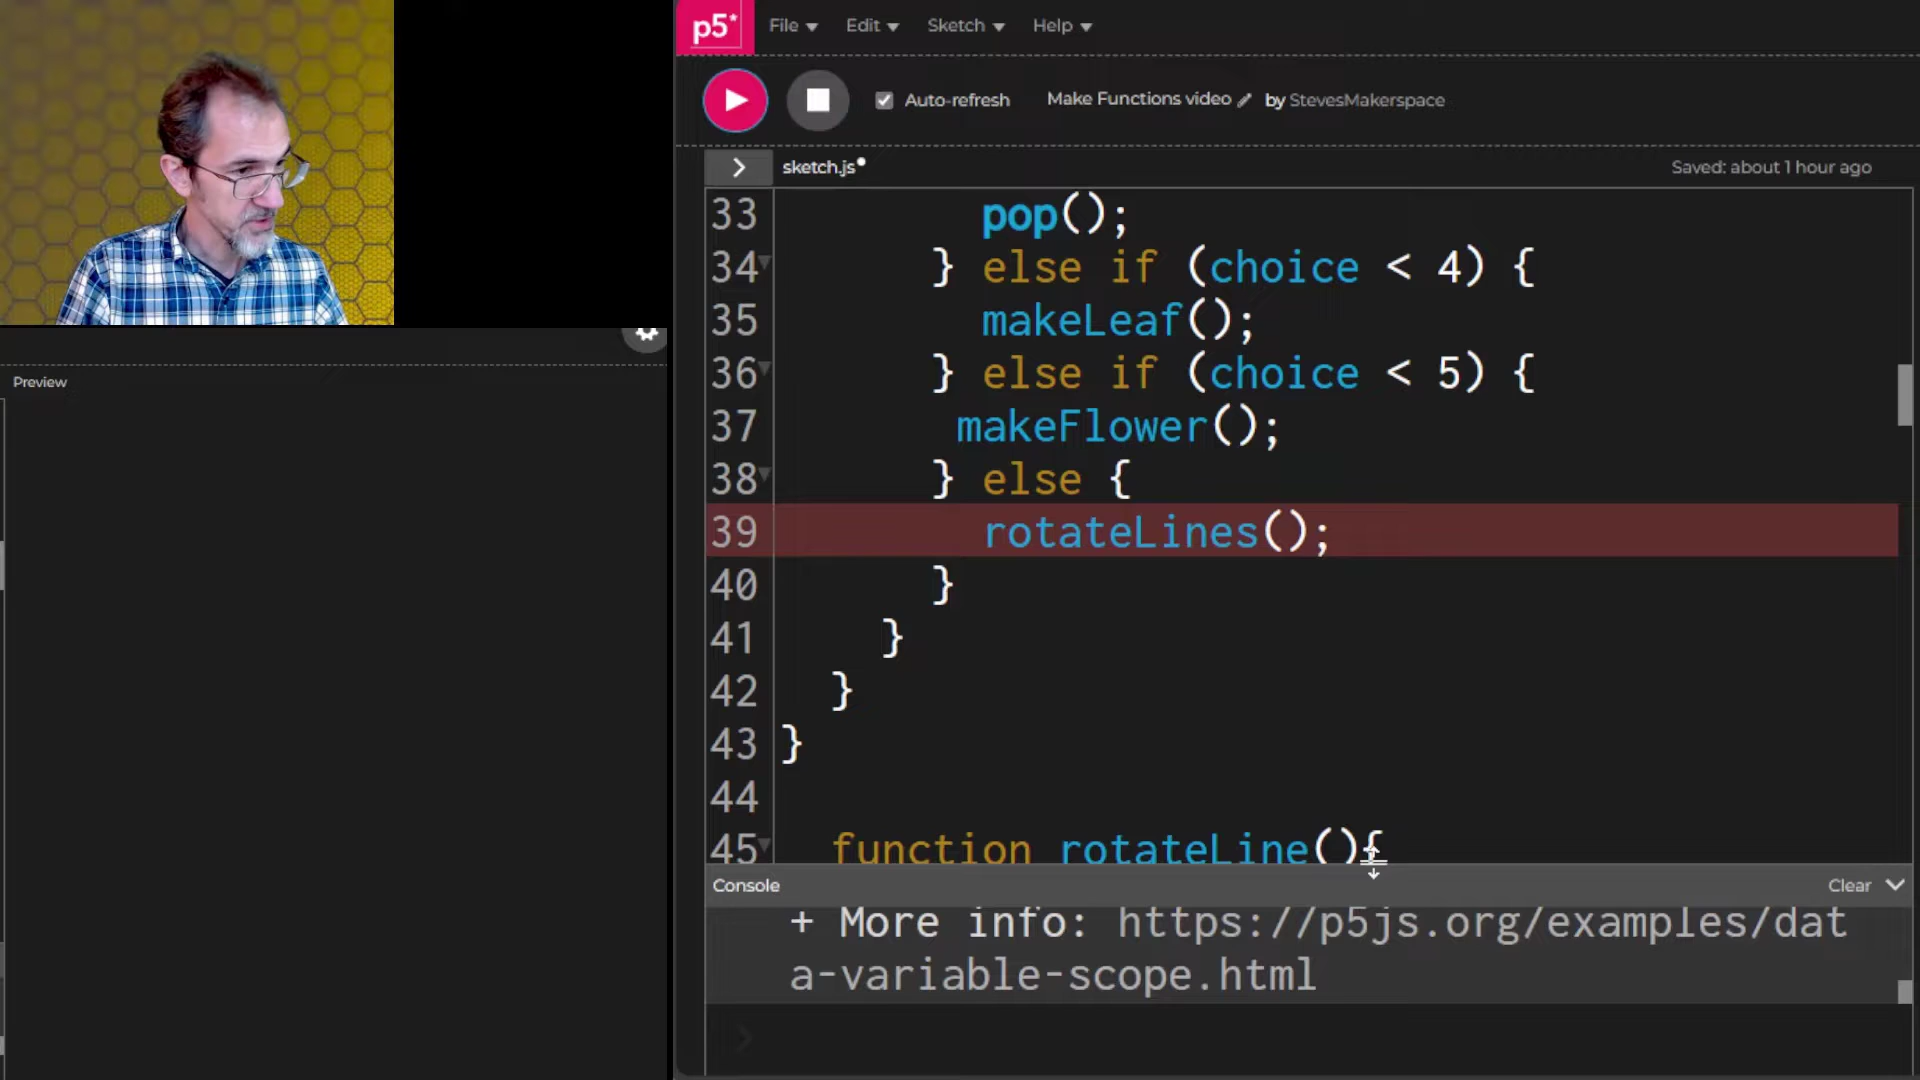 p5* File Edit Sketch Help
Auto-refresh Make Functions video by StevesMakerspace
sketch.js Saved: about 1 hour ago
33 pop();
34 } else if (choice < 4) {
35 makeLeaf();
36 } else if (choice < 5) {
37 makeFlower();
38 } else {
39 rotateLines();
40 }
41 }
42 }
43 }
44
45 function rotateLine(){
Console Clear
+ More info: https://p5js.org/examples/dat
a-variable-scope.html
>
Preview